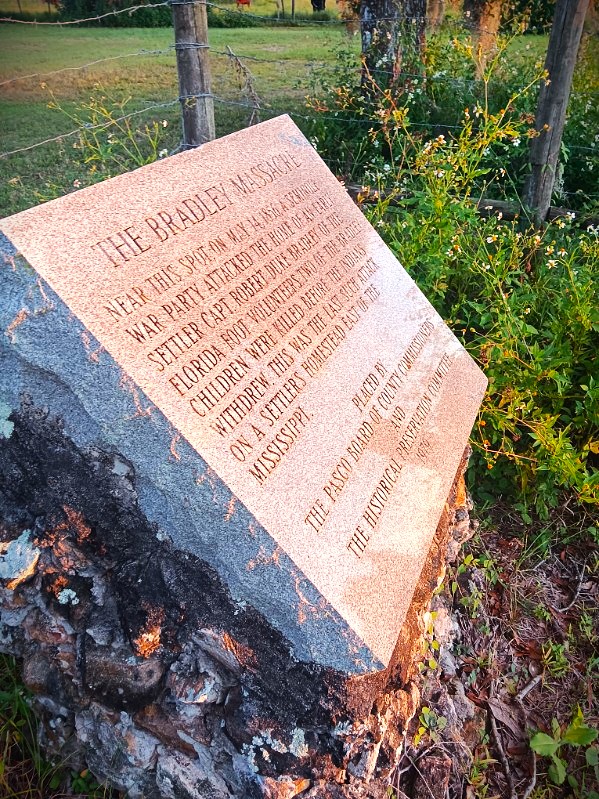 THE BRADLEY MASSACRE
NEAR THIS SPOT ON MAY 14, 1856, A SEMINOLE
WAR PARTY ATTACKED THE HOME OF AN EARLY
SETTLER CAPT. ROBERT DUKE BRADLEY OF THE
FLORIDA FOOT VOLUNTEERS. TWO OF THE BRADLEY
CHILDREN WERE KILLED BEFORE THE INDIANS
WITHDREW. THIS WAS THE LAST SUCH ATTACK
ON A SETTLER'S HOMESTEAD EAST OF THE
MISSISSIPPI.
PLACED BY
THE PASCO BOARD OF COUNTY COMMISSIONERS
AND
THE HISTORICAL PRESERVATION COMMITTEE